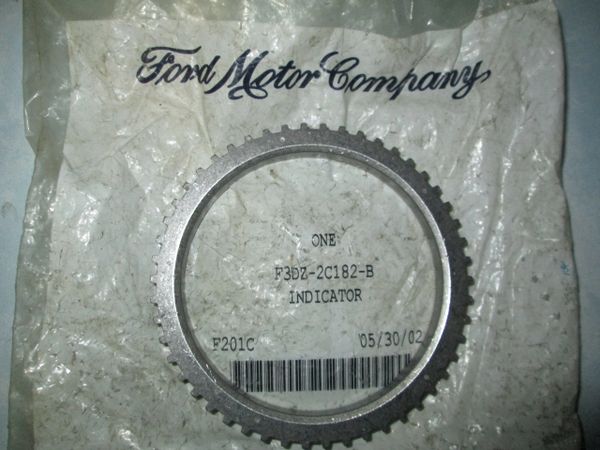 Ford Motor Company
ONE
F3DZ-2C182-B
INDICATOR
F201C 05/30/02